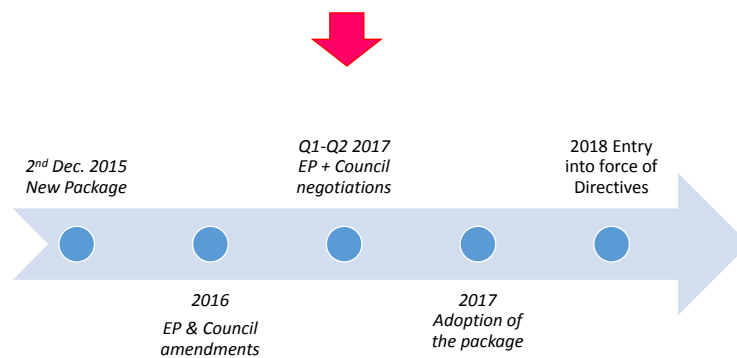 2nd Dec. 2015
New Package
2016
EP & Council
amendments
Q1-Q2 2017
EP + Council
negotiations
2017
Adoption of
the package
2018 Entry
into force of
Directives